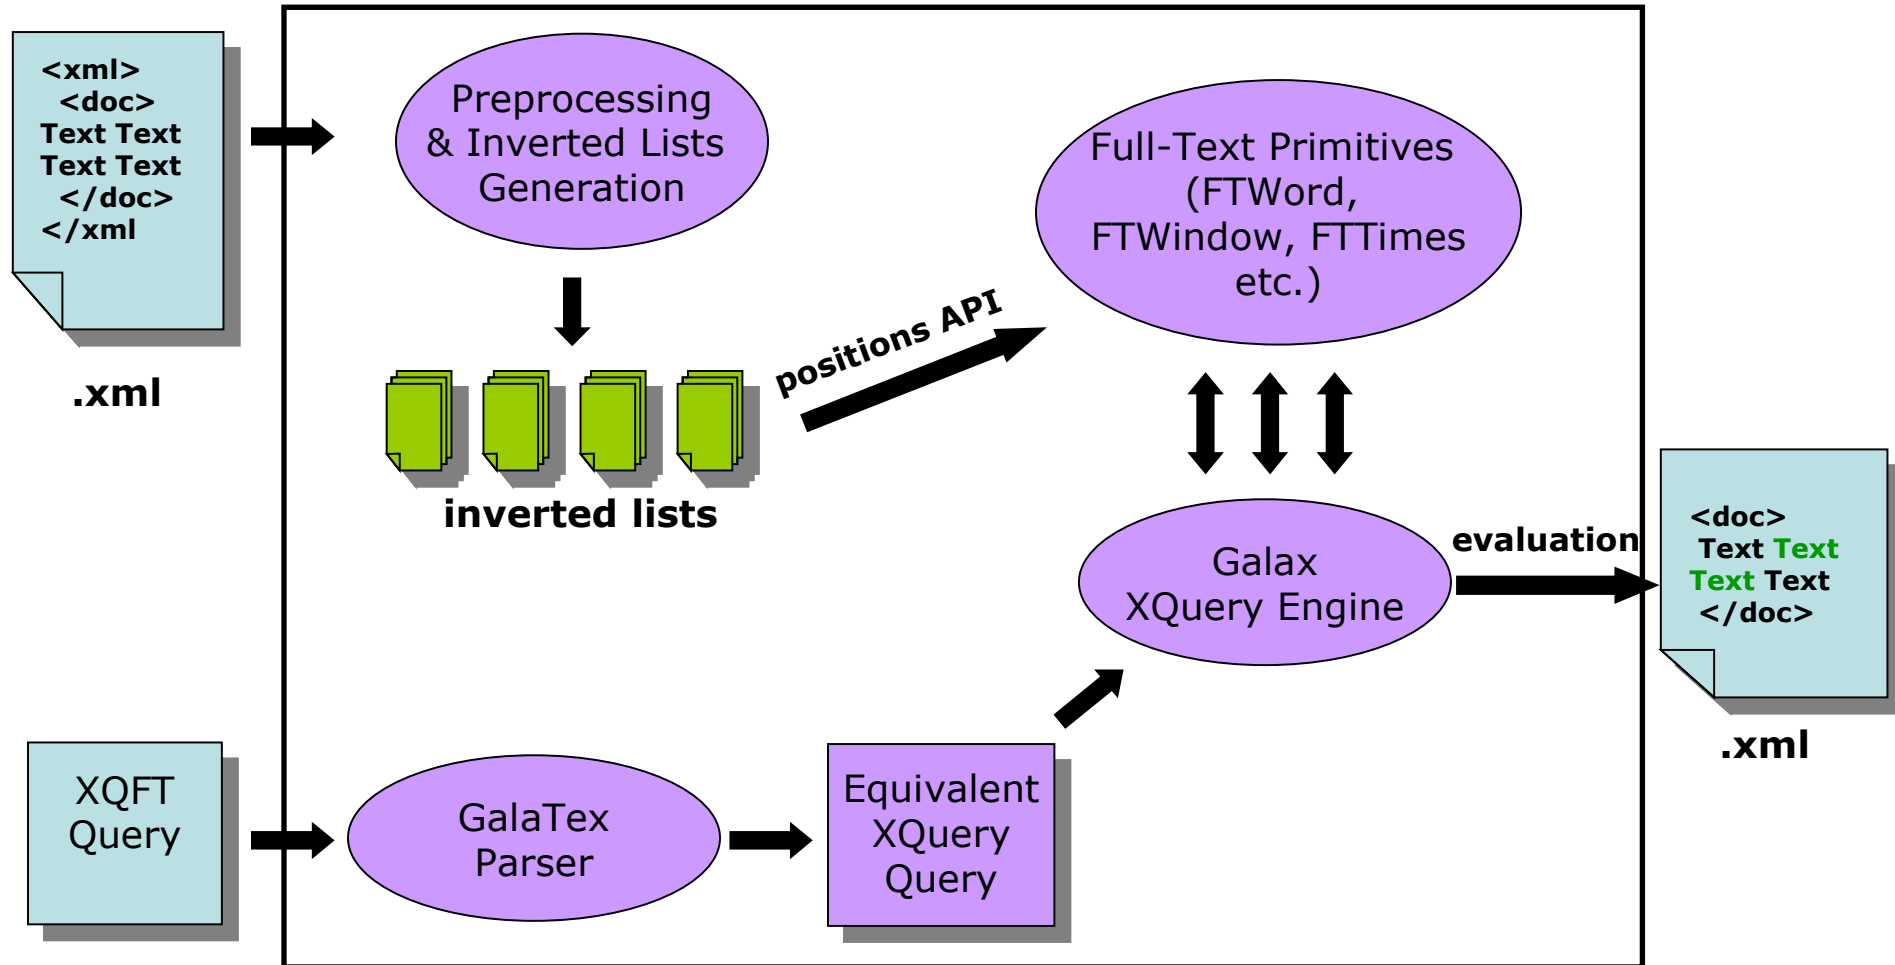 <xml>
<doc>
Text Text
Text Text
</doc>
</xml
.xml
Preprocessing
& Inverted Lists
Generation
inverted lists
positions API
Full-Text Primitives
(FTWord,
FTWindow, FTTimes
etc.)
Galax
XQuery Engine
evaluation
<doc>
Text Text
Text Text
</doc>
.xml
XQFT
Query
GalaTex
Parser
Equivalent
XQuery
Query